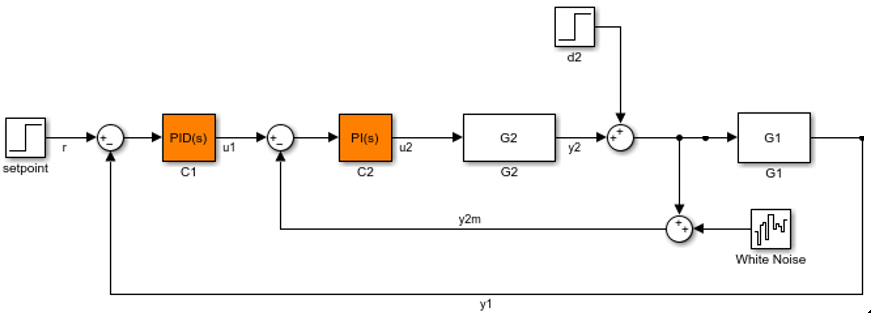 d2
setpoint
r
PID(s)
C1
u1
PI(s)
C2
u2
G2
G2
y2
G1
G1
y2m
White Noise
y1